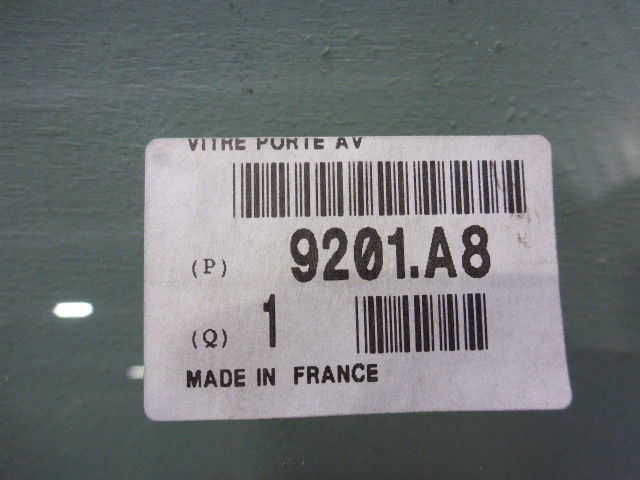 VITRE PORTE AV
(P) 9201.A8
(Q) 1
MADE IN FRANCE